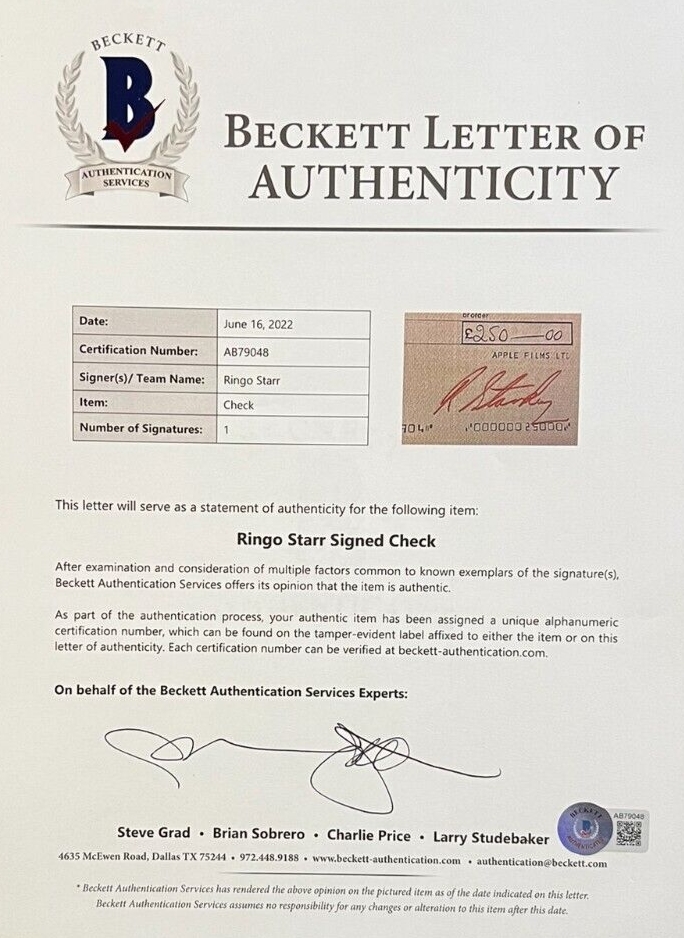 BECKETT
B
AUTHENTICATION
SERVICES
BECKETT LETTER OF
AUTHENTICITY
Date: June 16, 2022
Certification Number: AB79048
Signer(s)/ Team Name: Ringo Starr
Item: Check
Number of Signatures: 1
or order
£250—00
APPLE FILMS LTD
R Starkey
704⑈ ⑈0000025000⑈
This letter will serve as a statement of authenticity for the following item:
Ringo Starr Signed Check
After examination and consideration of multiple factors common to known exemplars of the signature(s),
Beckett Authentication Services offers its opinion that the item is authentic.
As part of the authentication process, your authentic item has been assigned a unique alphanumeric
certification number, which can be found on the tamper-evident label affixed to either the item or on this
letter of authenticity. Each certification number can be verified at beckett-authentication.com.
On behalf of the Beckett Authentication Services Experts:
Steve Grad • Brian Sobrero • Charlie Price • Larry Studebaker
BECKETT
B
AB79048
4635 McEwen Road, Dallas TX 75244 • 972.448.9188 • www.beckett-authentication.com • authentication@beckett.com
* Beckett Authentication Services has rendered the above opinion on the pictured item as of the date indicated on this letter.
Beckett Authentication Services assumes no responsibility for any changes or alteration to this item after this date.